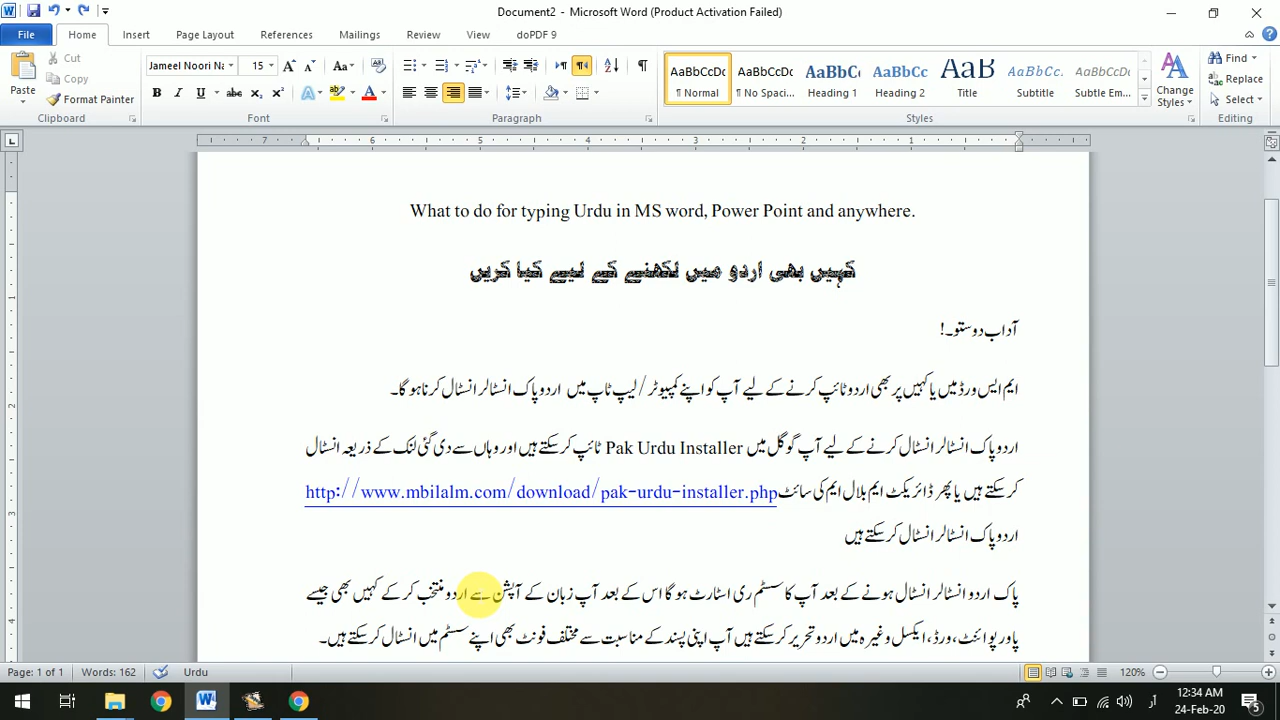 Document2 - Microsoft Word (Product Activation Failed)
File Home Insert Page Layout References Mailings Review View doPDF 9
Cut
Copy
Format Painter
Paste
Clipboard
Jameel Noori Na 15
Font
Paragraph
AaBbCcDc AaBbCcDc AaBbCc AaBbCc AaB AaBbCc. AaBbCcDc
¶ Normal ¶ No Spaci... Heading 1 Heading 2 Title Subtitle Subtle Em...
Styles
Change Styles
Find
Replace
Select
Editing
7 6 5 4 3 2 1
What to do for typing Urdu in MS word, Power Point and anywhere.
کہیں بھی اردو میں لکھنے کے لیے کیا کریں
آداب دوستو۔!
ایم ایس ورڈ میں یا کہیں پر بھی اردو ٹائپ کرنے کے لیے آپ کو اپنے کمپیوٹر/لیپ ٹاپ میں اردو پاک انسٹالر انسٹال کرنا ہو گا۔
اردو پاک انسٹالر انسٹال کرنے کے لیے آپ گوگل میں Pak Urdu Installer ٹائپ کر سکتے ہیں اور وہاں سے دی گئی لنک کے ذریعہ انسٹال
کر سکتے ہیں یا پھر ڈائریکٹ ایم بلال ایم کی سائٹ http://www.mbilalm.com/download/pak-urdu-installer.php
اردو پاک انسٹالر انسٹال کر سکتے ہیں
پاک اردو انسٹالر انسٹال ہونے کے بعد آپ کا سسٹم ری اسٹارٹ ہو گا اس کے بعد آپ زبان کے آپشن سے اردو منتخب کر کے کہیں بھی جیسے
پاور پوائنٹ، ورڈ، ایکسل وغیرہ میں اردو تحریر کر سکتے ہیں آپ اپنی پسند کے مناسبت سے مختلف فونٹ بھی اپنے سسٹم میں انسٹال کر سکتے ہیں۔
Page: 1 of 1 Words: 162 Urdu 120%
12:34 AM
24-Feb-20